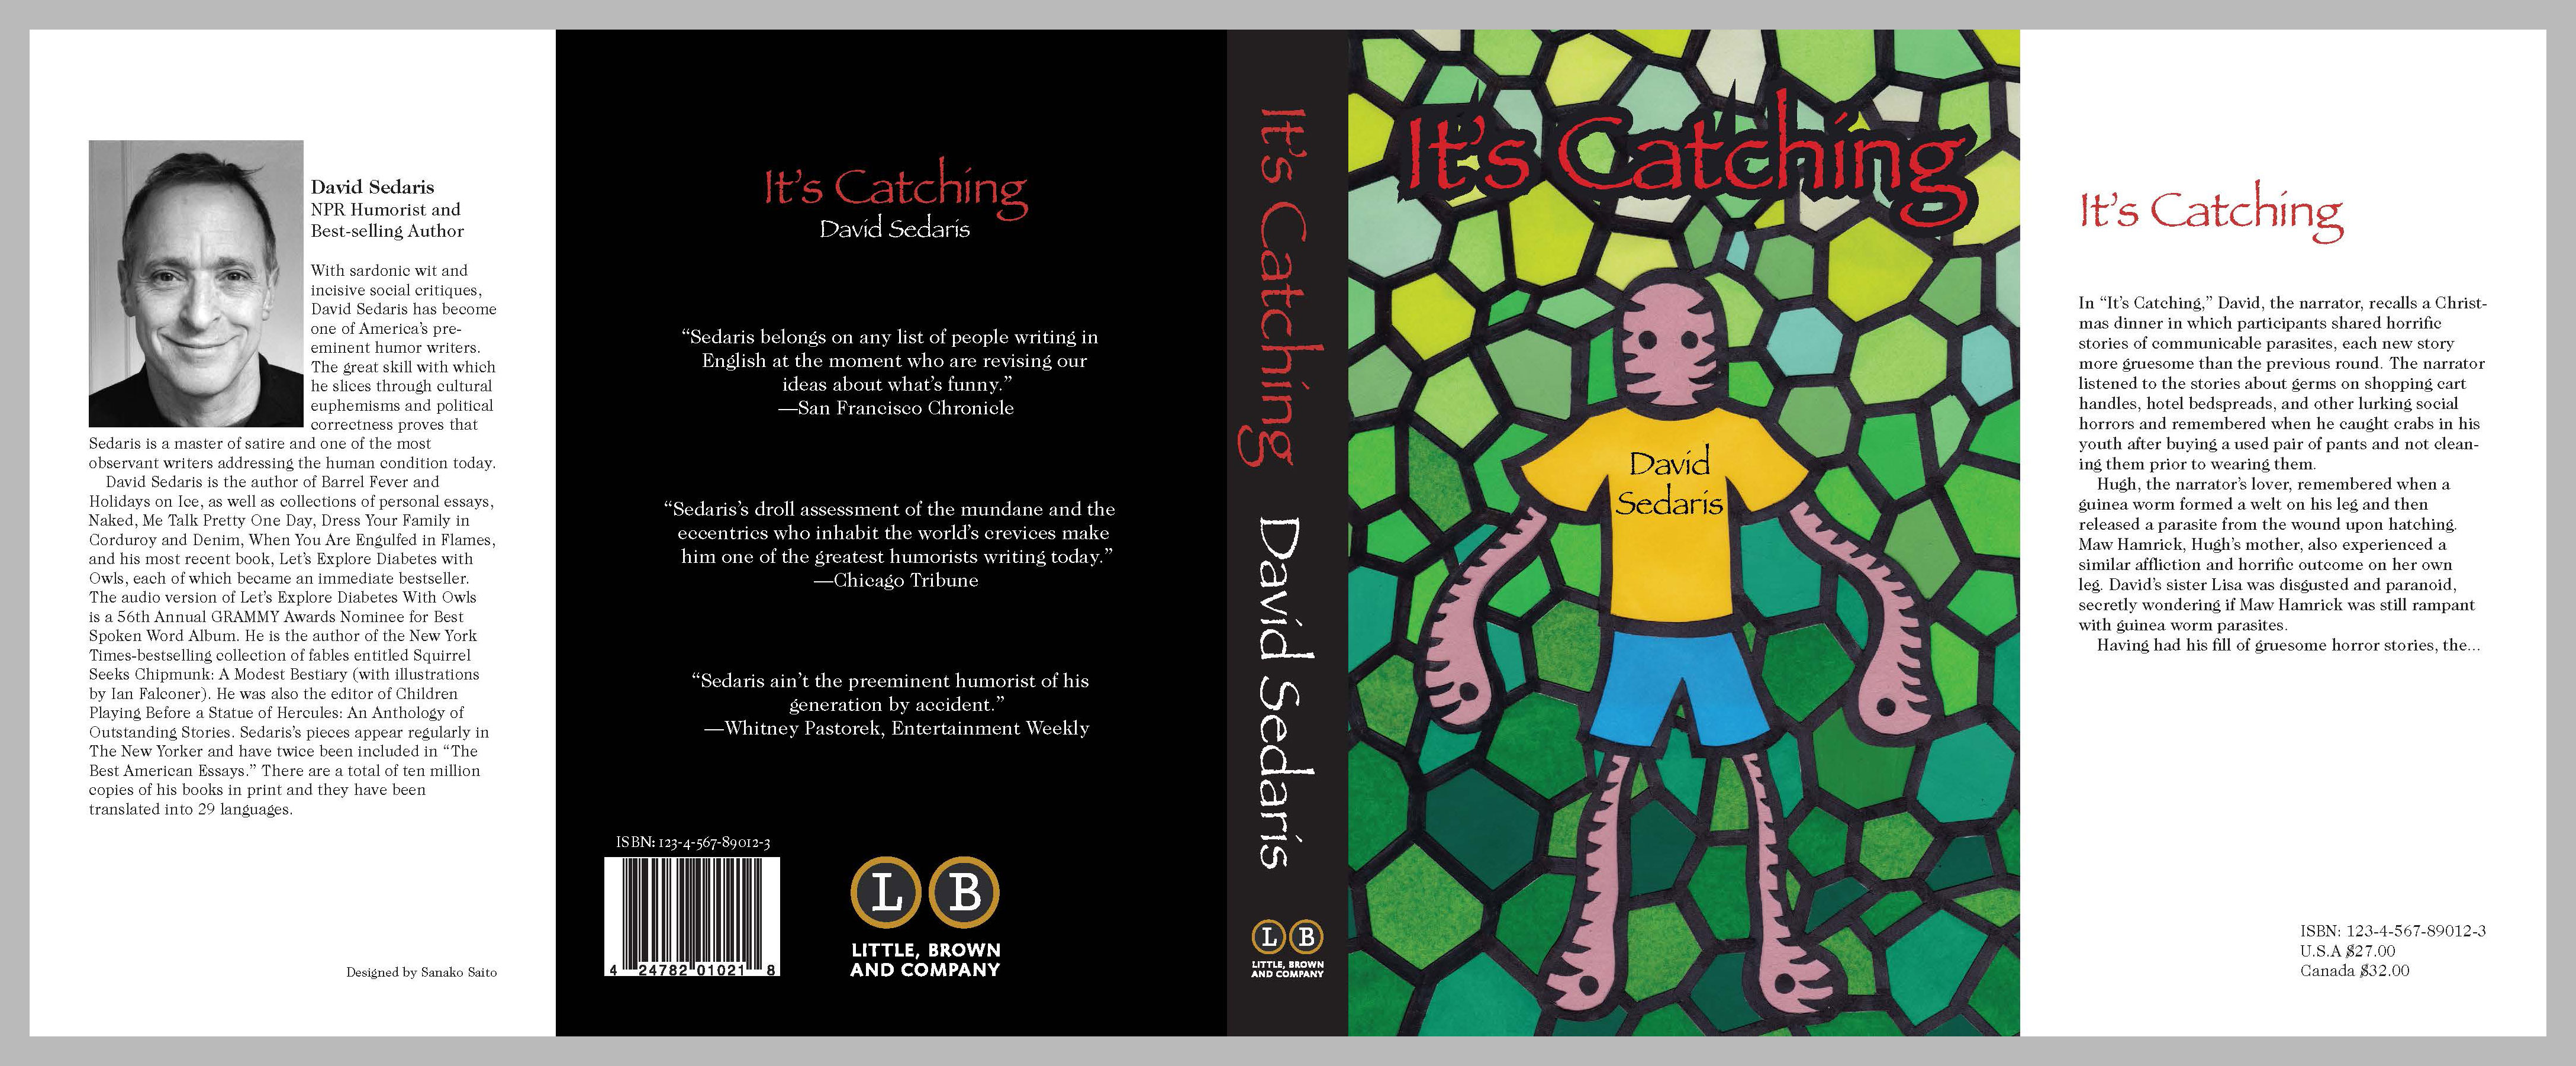 David Sedaris
NPR Humorist and
Best-selling Author
With sardonic wit and
incisive social critiques,
David Sedaris has become
one of America's pre-
eminent humor writers.
The great skill with which
he slices through cultural
euphemisms and political
correctness proves that
Sedaris is a master of satire and one of the most
observant writers addressing the human condition today.
David Sedaris is the author of Barrel Fever and
Holidays on Ice, as well as collections of personal essays,
Naked, Me Talk Pretty One Day, Dress Your Family in
Corduroy and Denim, When You Are Engulfed in Flames,
and his most recent book, Let's Explore Diabetes with
Owls, each of which became an immediate bestseller.
The audio version of Let's Explore Diabetes With Owls
is a 56th Annual GRAMMY Awards Nominee for Best
Spoken Word Album. He is the author of the New York
Times-bestselling collection of fables entitled Squirrel
Seeks Chipmunk: A Modest Bestiary (with illustrations
by Ian Falconer). He was also the editor of Children
Playing Before a Statue of Hercules: An Anthology of
Outstanding Stories. Sedaris's pieces appear regularly in
The New Yorker and have twice been included in “The
Best American Essays.” There are a total of ten million
copies of his books in print and they have been
translated into 29 languages.
Designed by Sanako Saito
It's Catching
David Sedaris
“Sedaris belongs on any list of people writing in
English at the moment who are revising our
ideas about what's funny.”
—San Francisco Chronicle
“Sedaris's droll assessment of the mundane and the
eccentrics who inhabit the world's crevices make
him one of the greatest humorists writing today.”
—Chicago Tribune
“Sedaris ain't the preeminent humorist of his
generation by accident.”
—Whitney Pastorek, Entertainment Weekly
ISBN: 123-4-567-89012-3
4 24782 01021 8
L B
LITTLE, BROWN
AND COMPANY
It's Catching David Sedaris
L B
LITTLE, BROWN
AND COMPANY
It's Catching
David
Sedaris
It's Catching
In “It's Catching,” David, the narrator, recalls a Christ-
mas dinner in which participants shared horrific
stories of communicable parasites, each new story
more gruesome than the previous round. The narrator
listened to the stories about germs on shopping cart
handles, hotel bedspreads, and other lurking social
horrors and remembered when he caught crabs in his
youth after buying a used pair of pants and not clean-
ing them prior to wearing them.
Hugh, the narrator's lover, remembered when a
guinea worm formed a welt on his leg and then
released a parasite from the wound upon hatching.
Maw Hamrick, Hugh's mother, also experienced a
similar affliction and horrific outcome on her own
leg. David's sister Lisa was disgusted and paranoid,
secretly wondering if Maw Hamrick was still rampant
with guinea worm parasites.
Having had his fill of gruesome horror stories, the...
ISBN: 123-4-567-89012-3
U.S.A $27.00
Canada $32.00